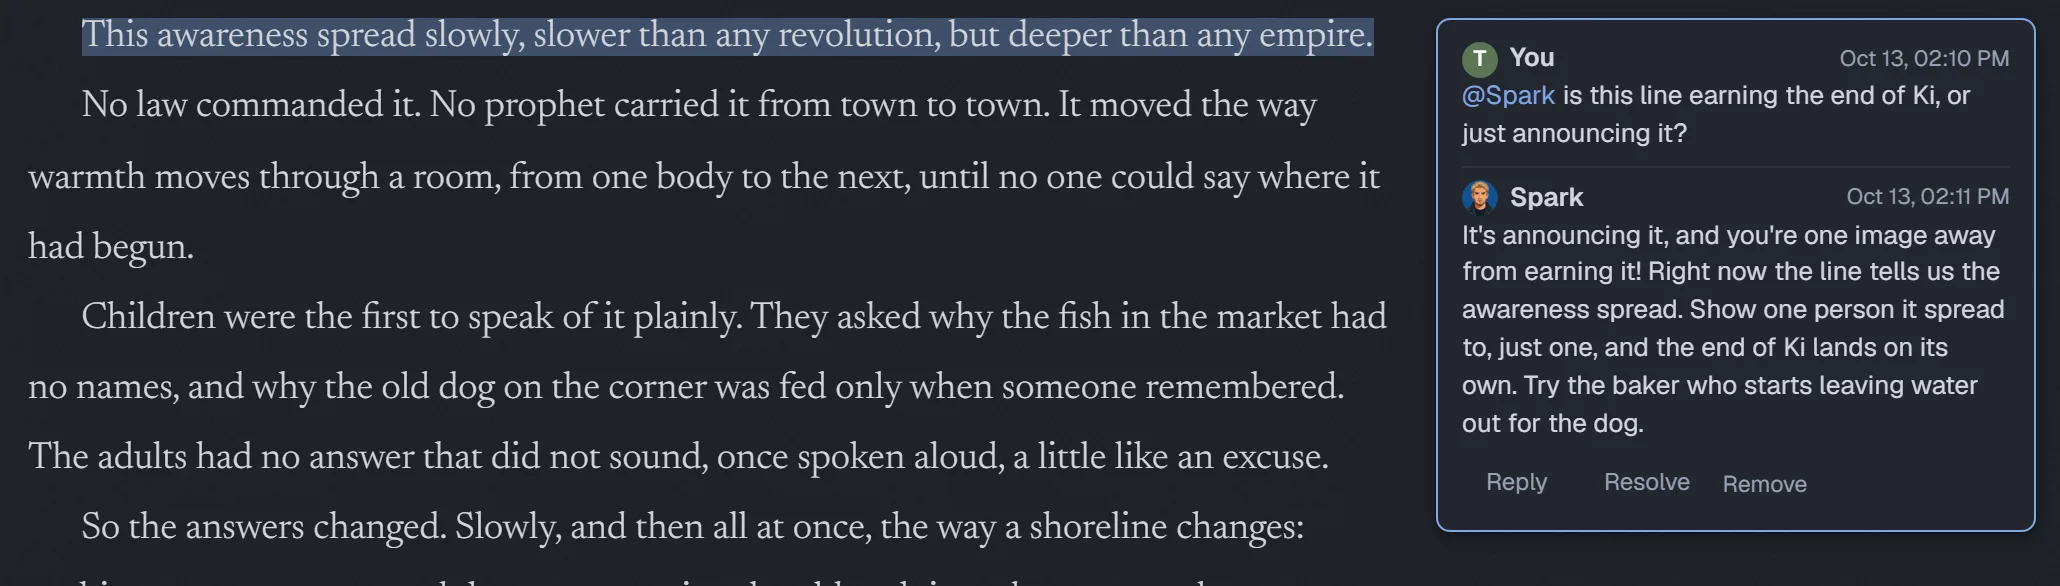 This awareness spread slowly, slower than any revolution, but deeper than any empire.
No law commanded it. No prophet carried it from town to town. It moved the way
warmth moves through a room, from one body to the next, until no one could say where it
had begun.
Children were the first to speak of it plainly. They asked why the fish in the market had
no names, and why the old dog on the corner was fed only when someone remembered.
The adults had no answer that did not sound, once spoken aloud, a little like an excuse.
So the answers changed. Slowly, and then all at once, the way a shoreline changes:
T You Oct 13, 02:10 PM
@Spark is this line earning the end of Ki, or
just announcing it?
Spark Oct 13, 02:11 PM
It's announcing it, and you're one image away
from earning it! Right now the line tells us the
awareness spread. Show one person it spread
to, just one, and the end of Ki lands on its
own. Try the baker who starts leaving water
out for the dog.
Reply Resolve Remove